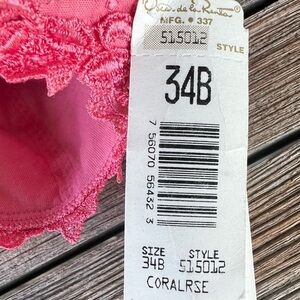 Oscar de la Renta
MFG. # 337
515012
STYLE
34B
7 56070 56432 3
SIZE STYLE
34B 515012
CORALRSE